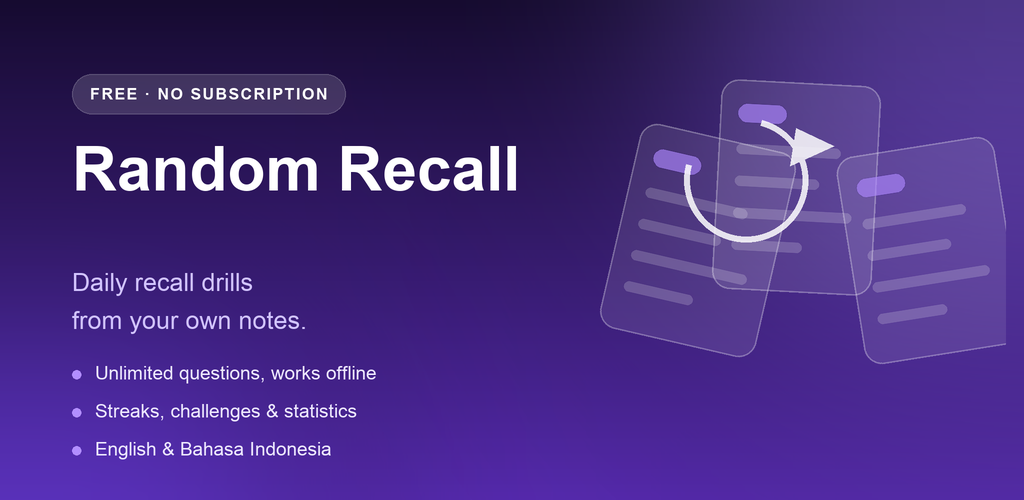 FREE · NO SUBSCRIPTION
Random Recall
Daily recall drills
from your own notes.
Unlimited questions, works offline
Streaks, challenges & statistics
English & Bahasa Indonesia